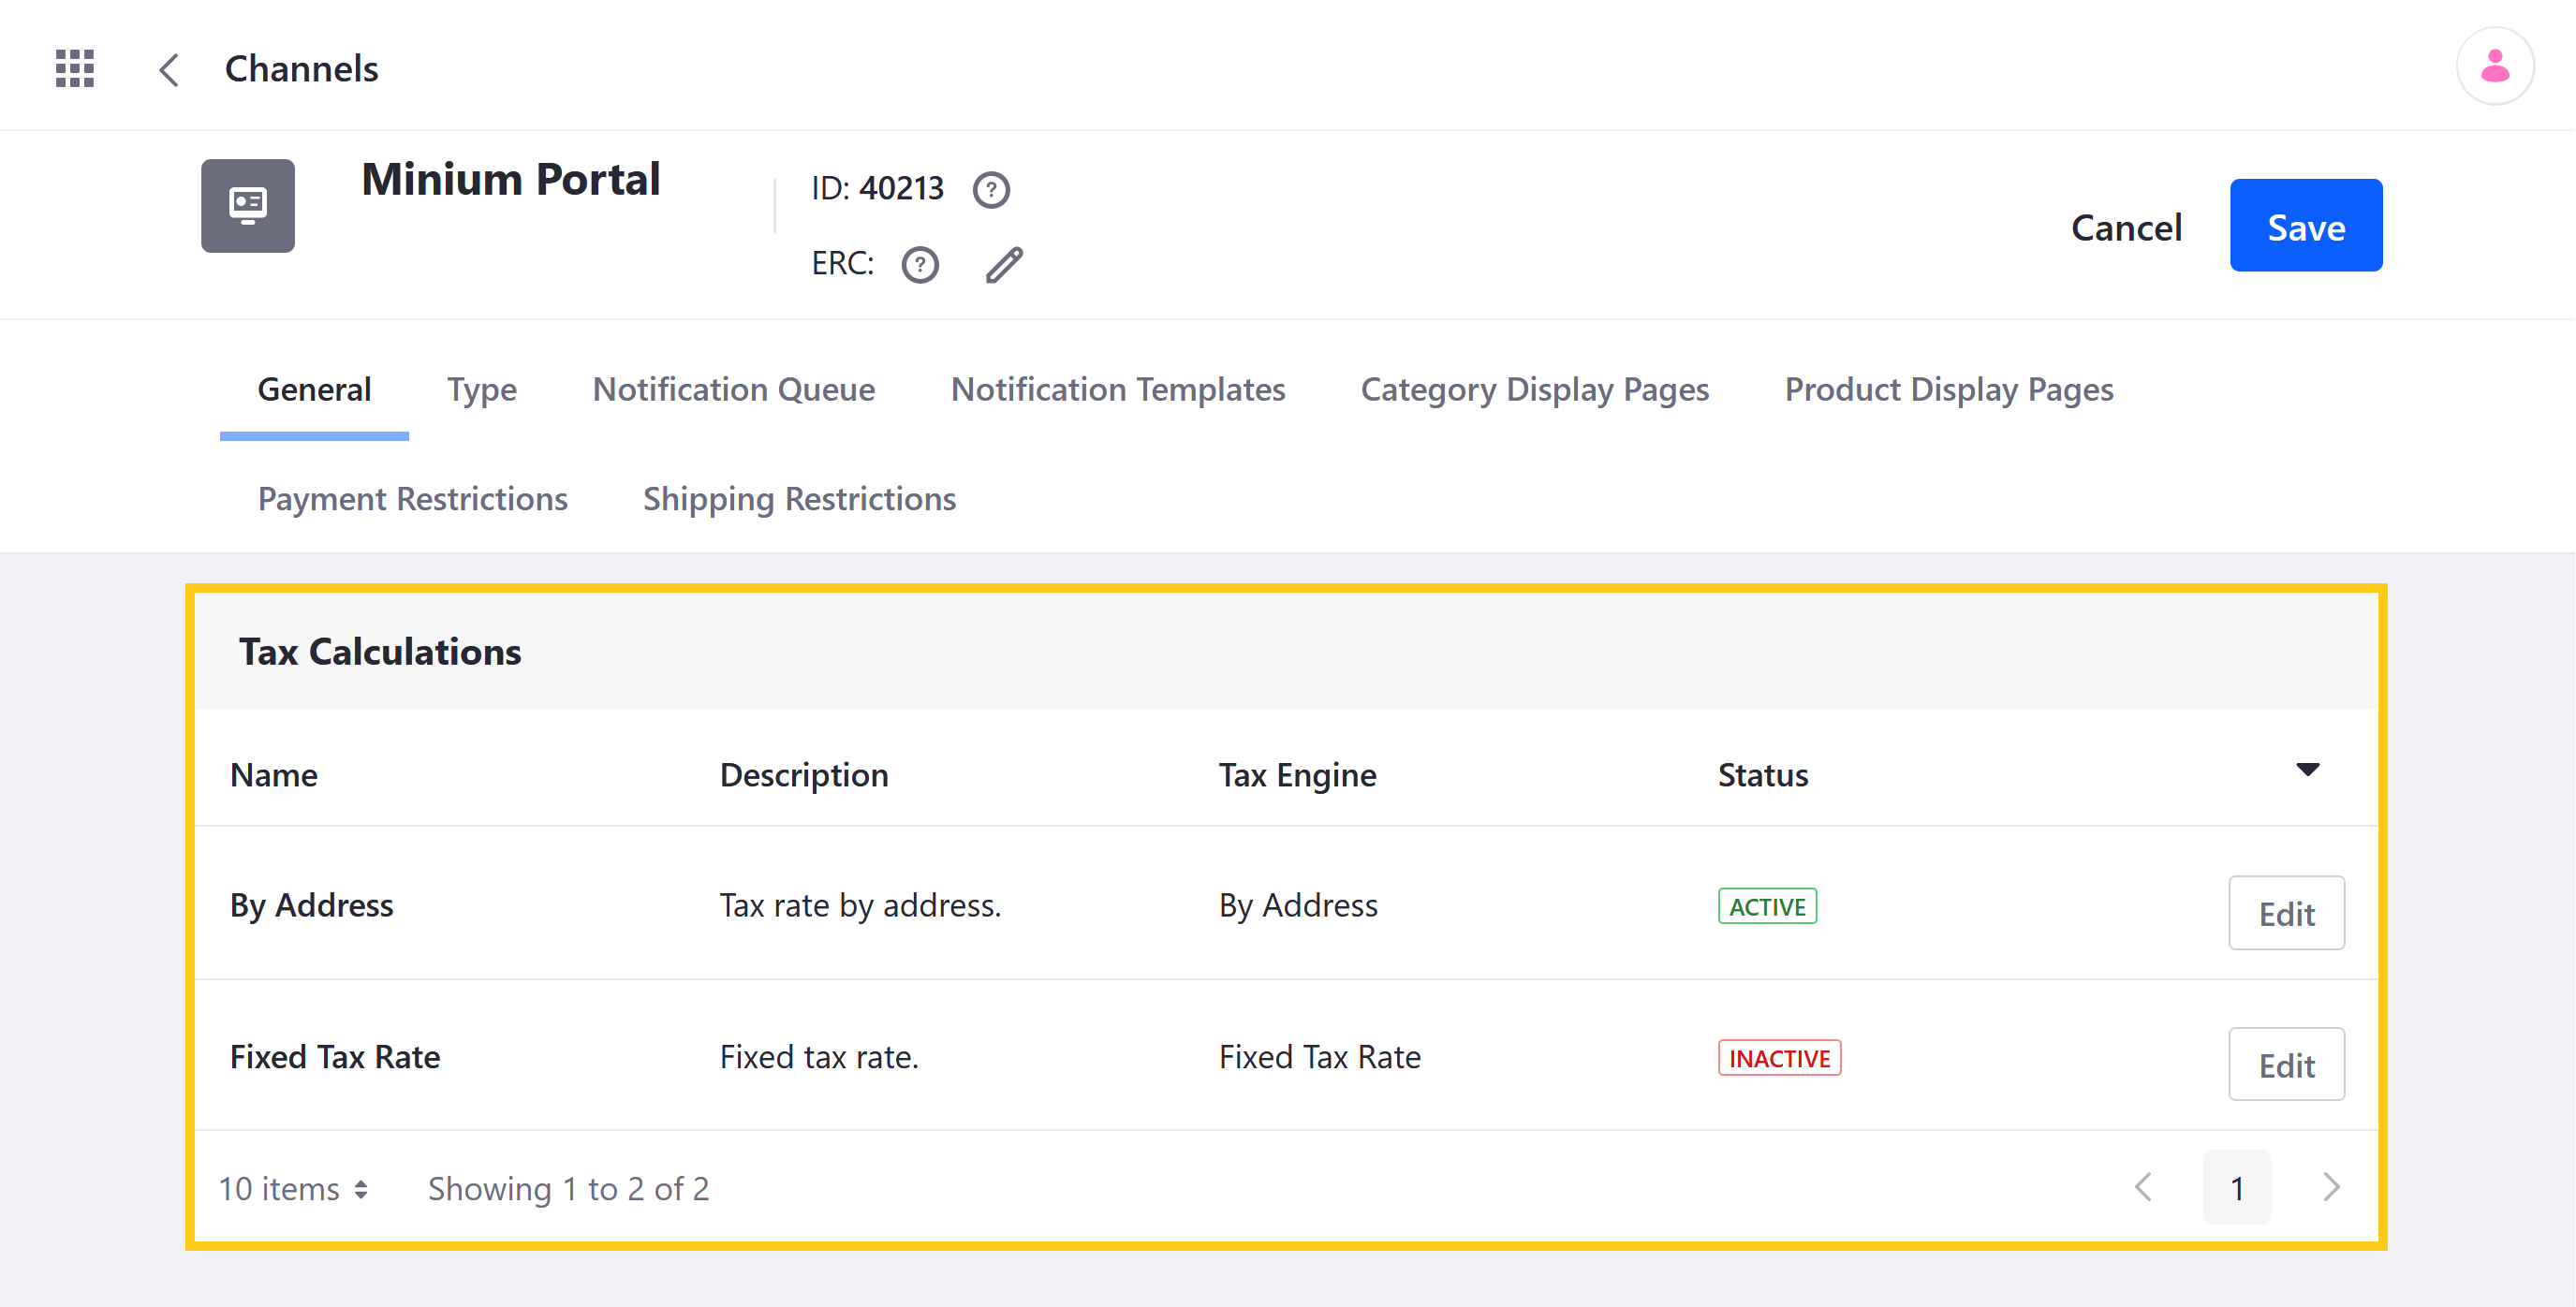 Channels
Minium Portal
ID: 40213 ?
ERC: ?
Cancel
Save
General Type Notification Queue Notification Templates Category Display Pages Product Display Pages
Payment Restrictions Shipping Restrictions
Tax Calculations
Name Description Tax Engine Status
By Address Tax rate by address. By Address ACTIVE Edit
Fixed Tax Rate Fixed tax rate. Fixed Tax Rate INACTIVE Edit
10 items Showing 1 to 2 of 2 1